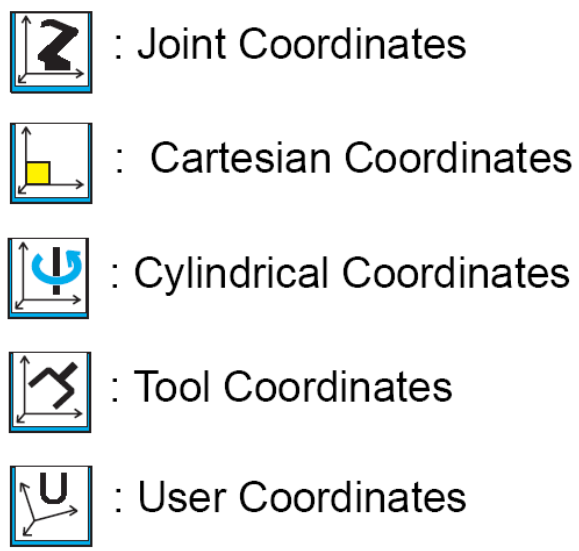 : Joint Coordinates
: Cartesian Coordinates
: Cylindrical Coordinates
: Tool Coordinates
U : User Coordinates